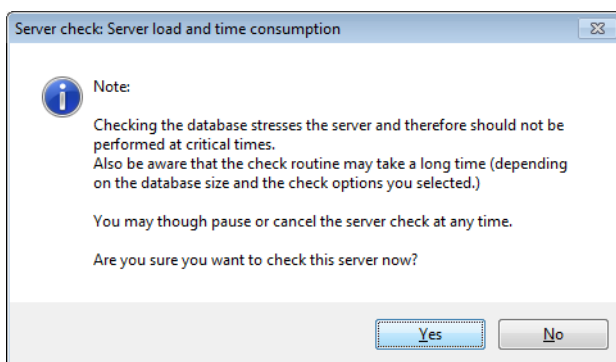 Server check: Server load and time consumption
Note:
Checking the database stresses the server and therefore should not be
performed at critical times.
Also be aware that the check routine may take a long time (depending
on the database size and the check options you selected.)
You may though pause or cancel the server check at any time.
Are you sure you want to check this server now?
Yes
No